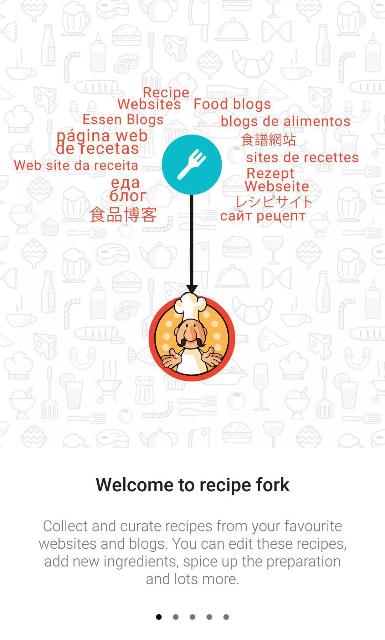 Recipe
Websites
Food blogs
Essen Blogs
blogs de alimentos
página web
de recetas
食譜網站
Web site da receita
sites de recettes
Rezept
Webseite
еда
блог
レシピサイト
食品博客
сайт рецепт
Welcome to recipe fork
Collect and curate recipes from your favourite
websites and blogs. You can edit these recipes,
add new ingredients, spice up the preparation
and lots more.